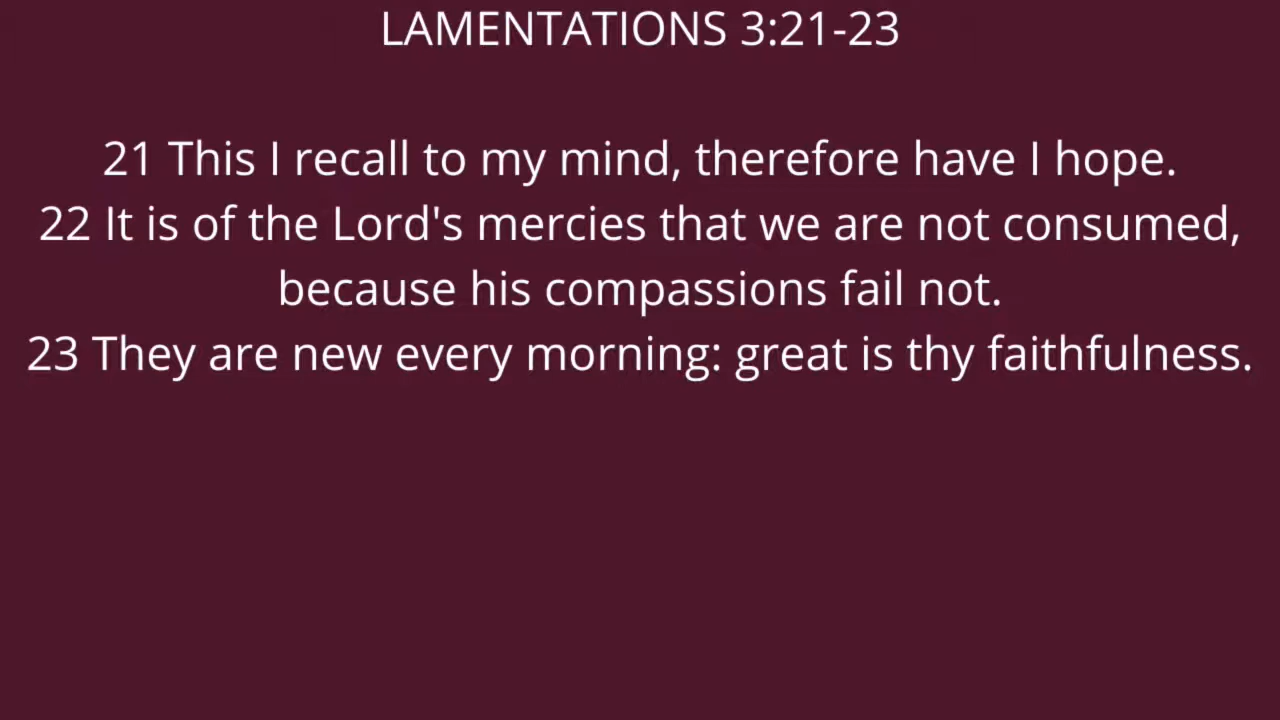 LAMENTATIONS 3:21-23
21 This I recall to my mind, therefore have I hope.
22 It is of the Lord's mercies that we are not consumed,
because his compassions fail not.
23 They are new every morning: great is thy faithfulness.